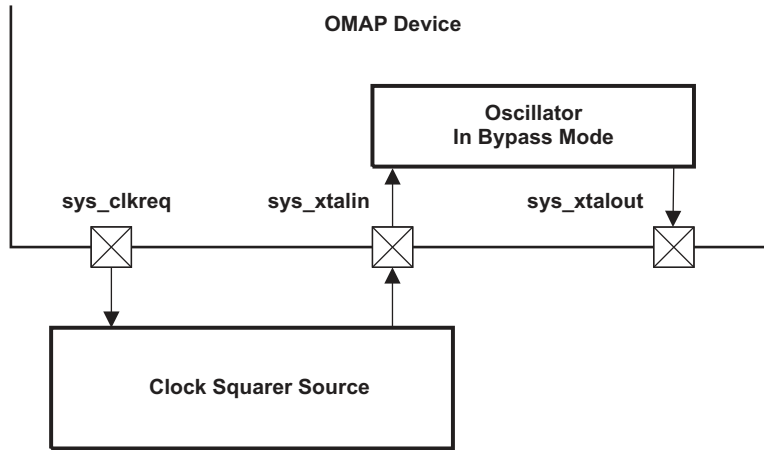 OMAP Device
Oscillator
In Bypass Mode
sys_clkreq
sys_xtalin
sys_xtalout
Clock Squarer Source